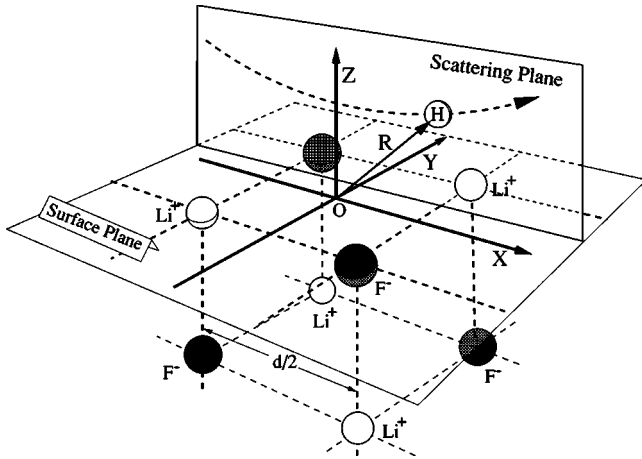 Scattering Plane
Z
H
R
Y
Li+
Li+
O
Surface Plane
X
F-
Li+
d/2
F-
F-
Li+